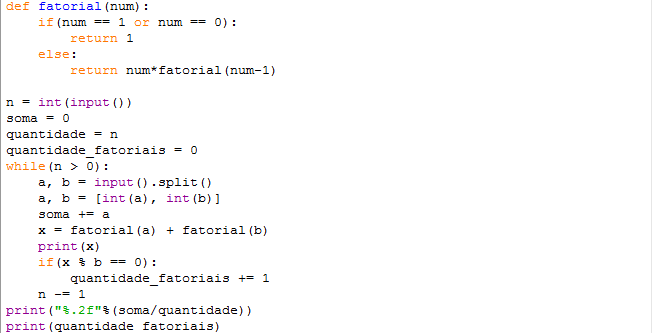 def fatorial(num):
    if(num == 1 or num == 0):
        return 1
    else:
        return num*fatorial(num-1)

n = int(input())
soma = 0
quantidade = n
quantidade_fatoriais = 0
while(n > 0):
    a, b = input().split()
    a, b = [int(a), int(b)]
    soma += a
    x = fatorial(a) + fatorial(b)
    print(x)
    if(x % b == 0):
        quantidade_fatoriais += 1
    n -= 1
print("%.2f"%(soma/quantidade))
print(quantidade_fatoriais)